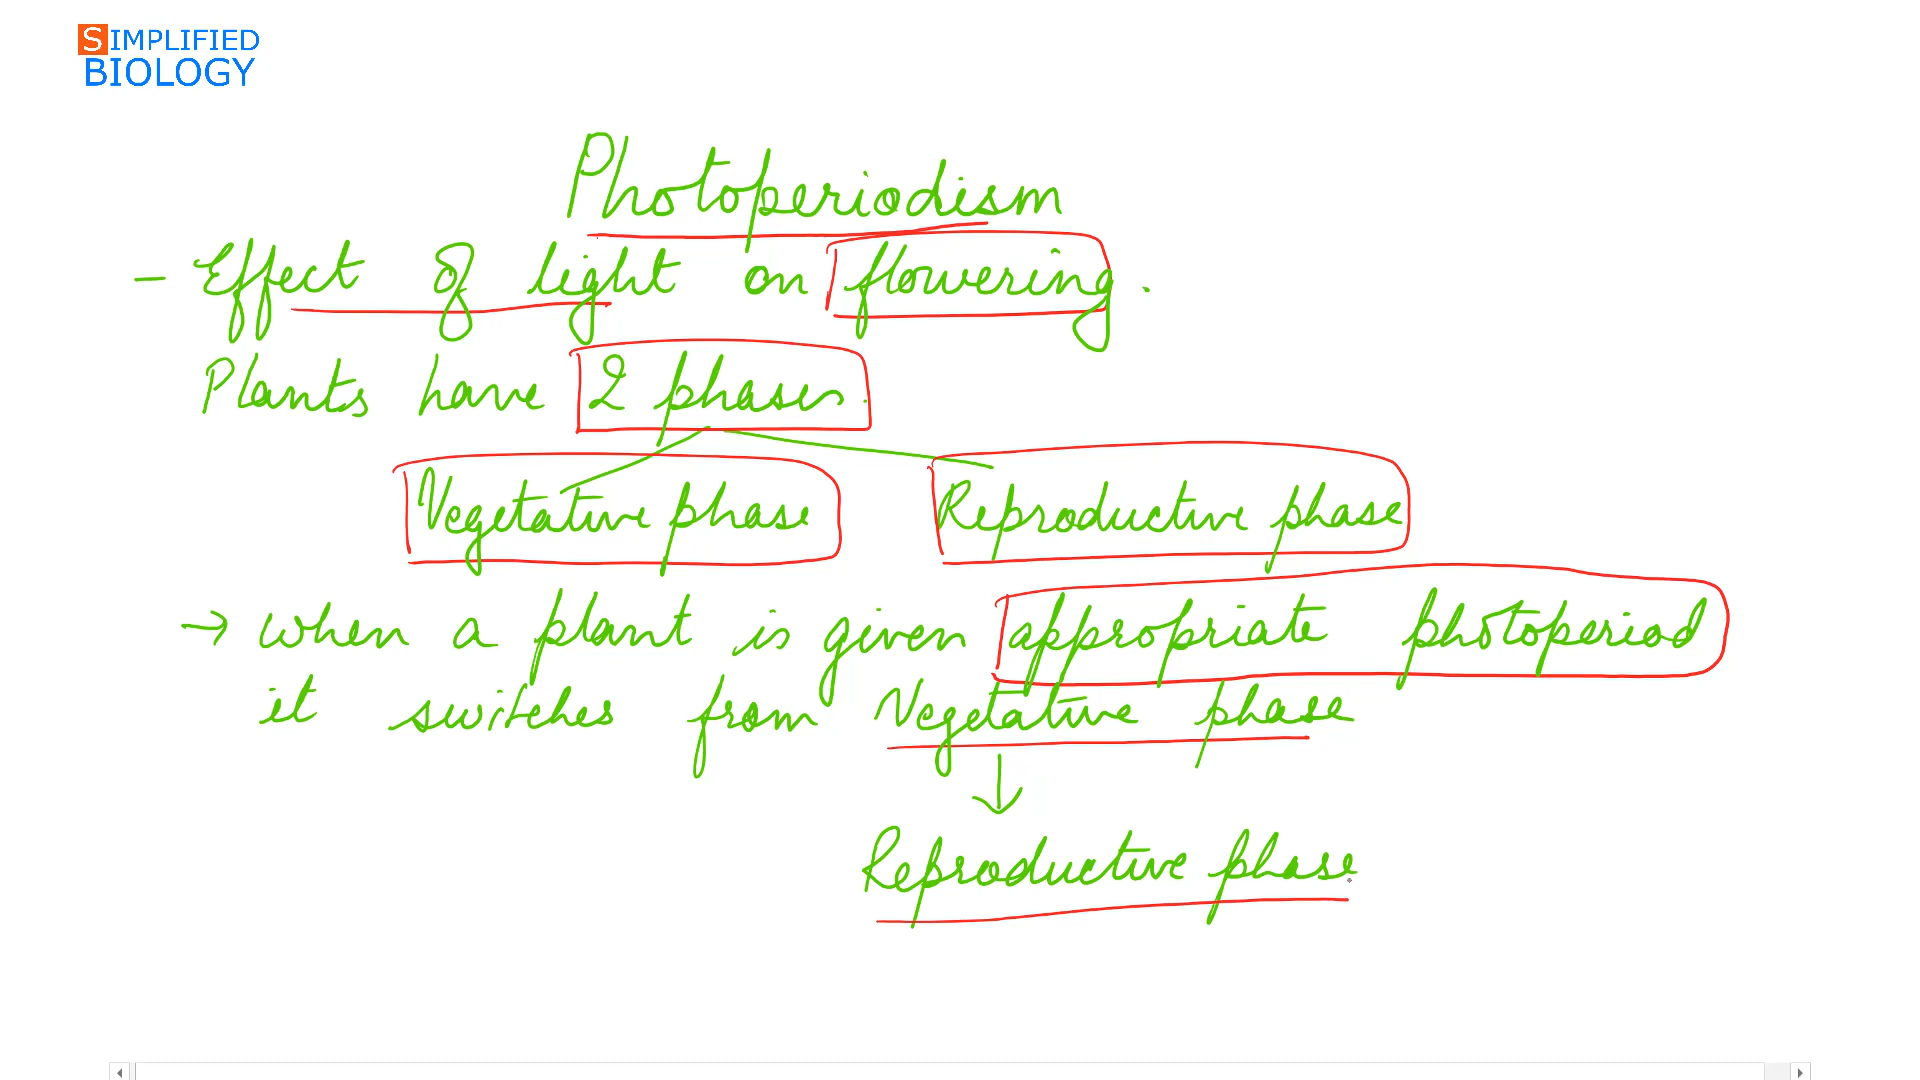 SIMPLIFIED
BIOLOGY
Photoperiodism
- Effect of light on flowering.
Plants have 2 phases.
Vegetative phase Reproductive phase
→ when a plant is given appropriate photoperiod
it switches from Vegetative phase
↓
Reproductive phase